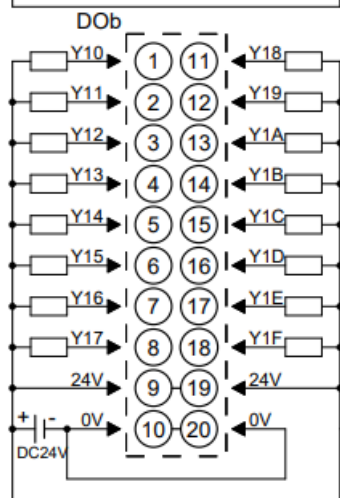 DOb
Y10 1 11 Y18
Y11 2 12 Y19
Y12 3 13 Y1A
Y13 4 14 Y1B
Y14 5 15 Y1C
Y15 6 16 Y1D
Y16 7 17 Y1E
Y17 8 18 Y1F
24V 9 19 24V
+ - 0V 10 20 0V
DC24V